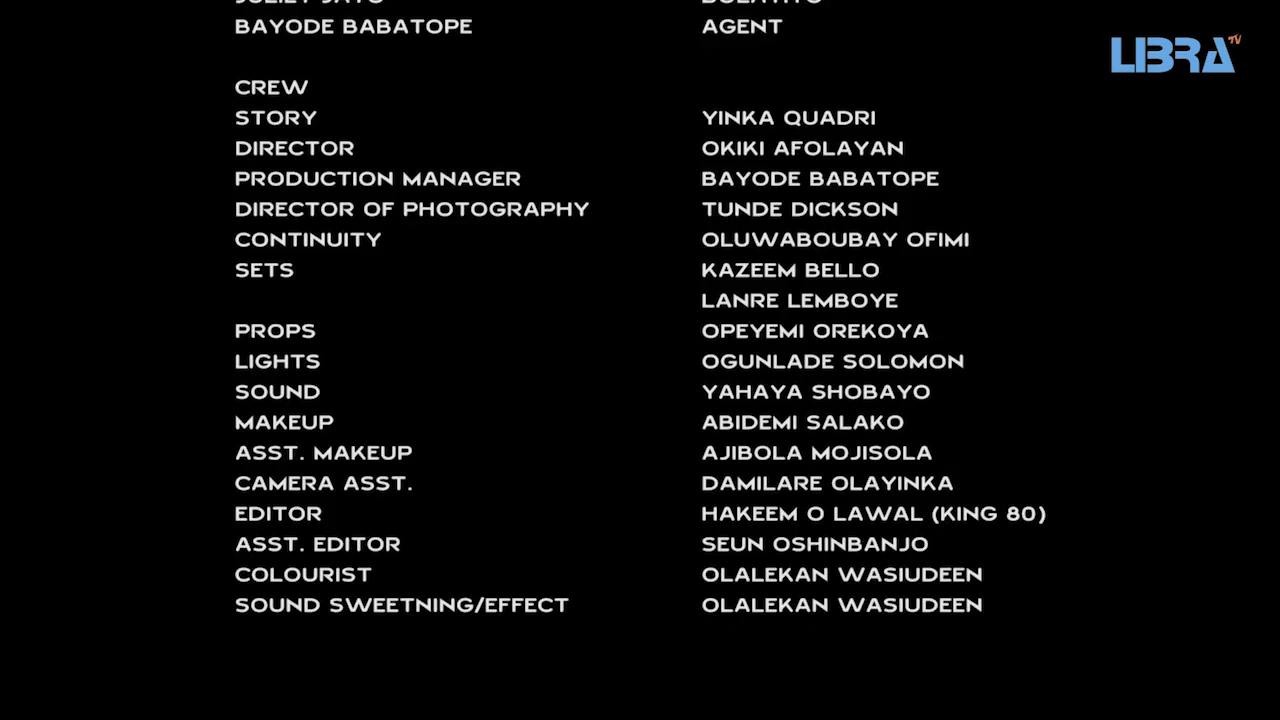 BAYODE BABATOPE AGENT
LIBRA TV
CREW
STORY YINKA QUADRI
DIRECTOR OKIKI AFOLAYAN
PRODUCTION MANAGER BAYODE BABATOPE
DIRECTOR OF PHOTOGRAPHY TUNDE DICKSON
CONTINUITY OLUWABOUBAY OFIMI
SETS KAZEEM BELLO
LANRE LEMBOYE
PROPS OPEYEMI OREKOYA
LIGHTS OGUNLADE SOLOMON
SOUND YAHAYA SHOBAYO
MAKEUP ABIDEMI SALAKO
ASST. MAKEUP AJIBOLA MOJISOLA
CAMERA ASST. DAMILARE OLAYINKA
EDITOR HAKEEM O LAWAL (KING 80)
ASST. EDITOR SEUN OSHINBANJO
COLOURIST OLALEKAN WASIUDEEN
SOUND SWEETNING/EFFECT OLALEKAN WASIUDEEN